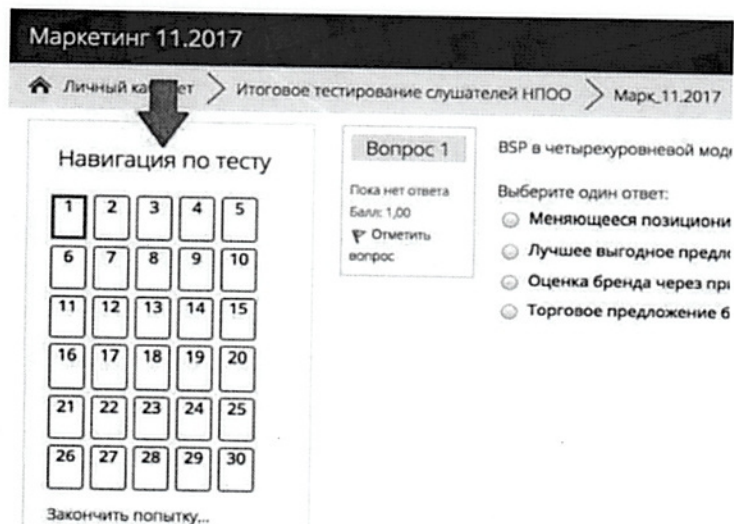 Маркетинг 11.2017
Личный ка ет Итоговое тестирование слушателей НПОО Марк_11.2017
Навигация по тесту
1 2 3 4 5
6 7 8 9 10
11 12 13 14 15
16 17 18 19 20
21 22 23 24 25
26 27 28 29 30
Закончить попытку...
Вопрос 1
Пока нет ответа
Балл: 1,00
Отметить
вопрос
BSP в четырехуровневой мод
Выберите один ответ:
Меняющееся позициони
Лучшее выгодное предл
Оценка бренда через пр
Торговое предложение б